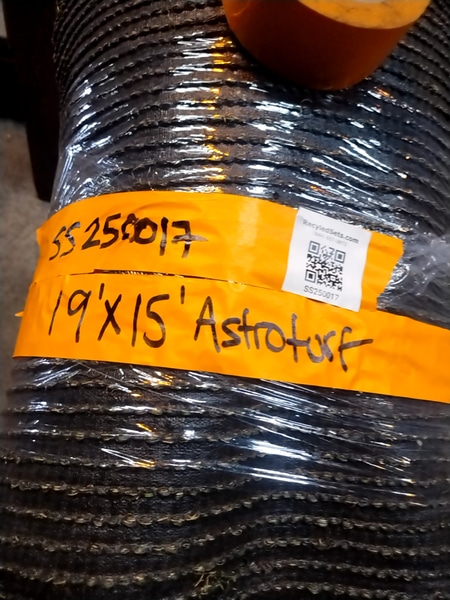 SS250017
RecycledSets.com
SS250017
19'X15' Astroturf